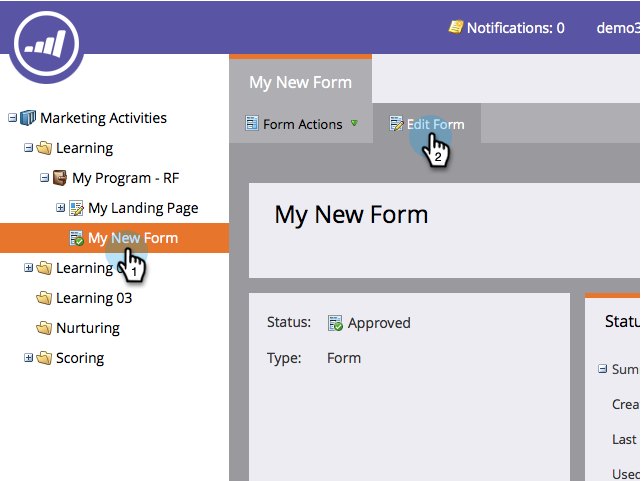 Notifications: 0 demo3
My New Form
Marketing Activities
Form Actions Edit Form
Learning
2
My Program - RF
My Landing Page
My New Form
My New Form
1
Learning 0
Learning 03
Status: Approved
Statu
Nurturing
Scoring
Type: Form
Sum
Crea
Last
Used